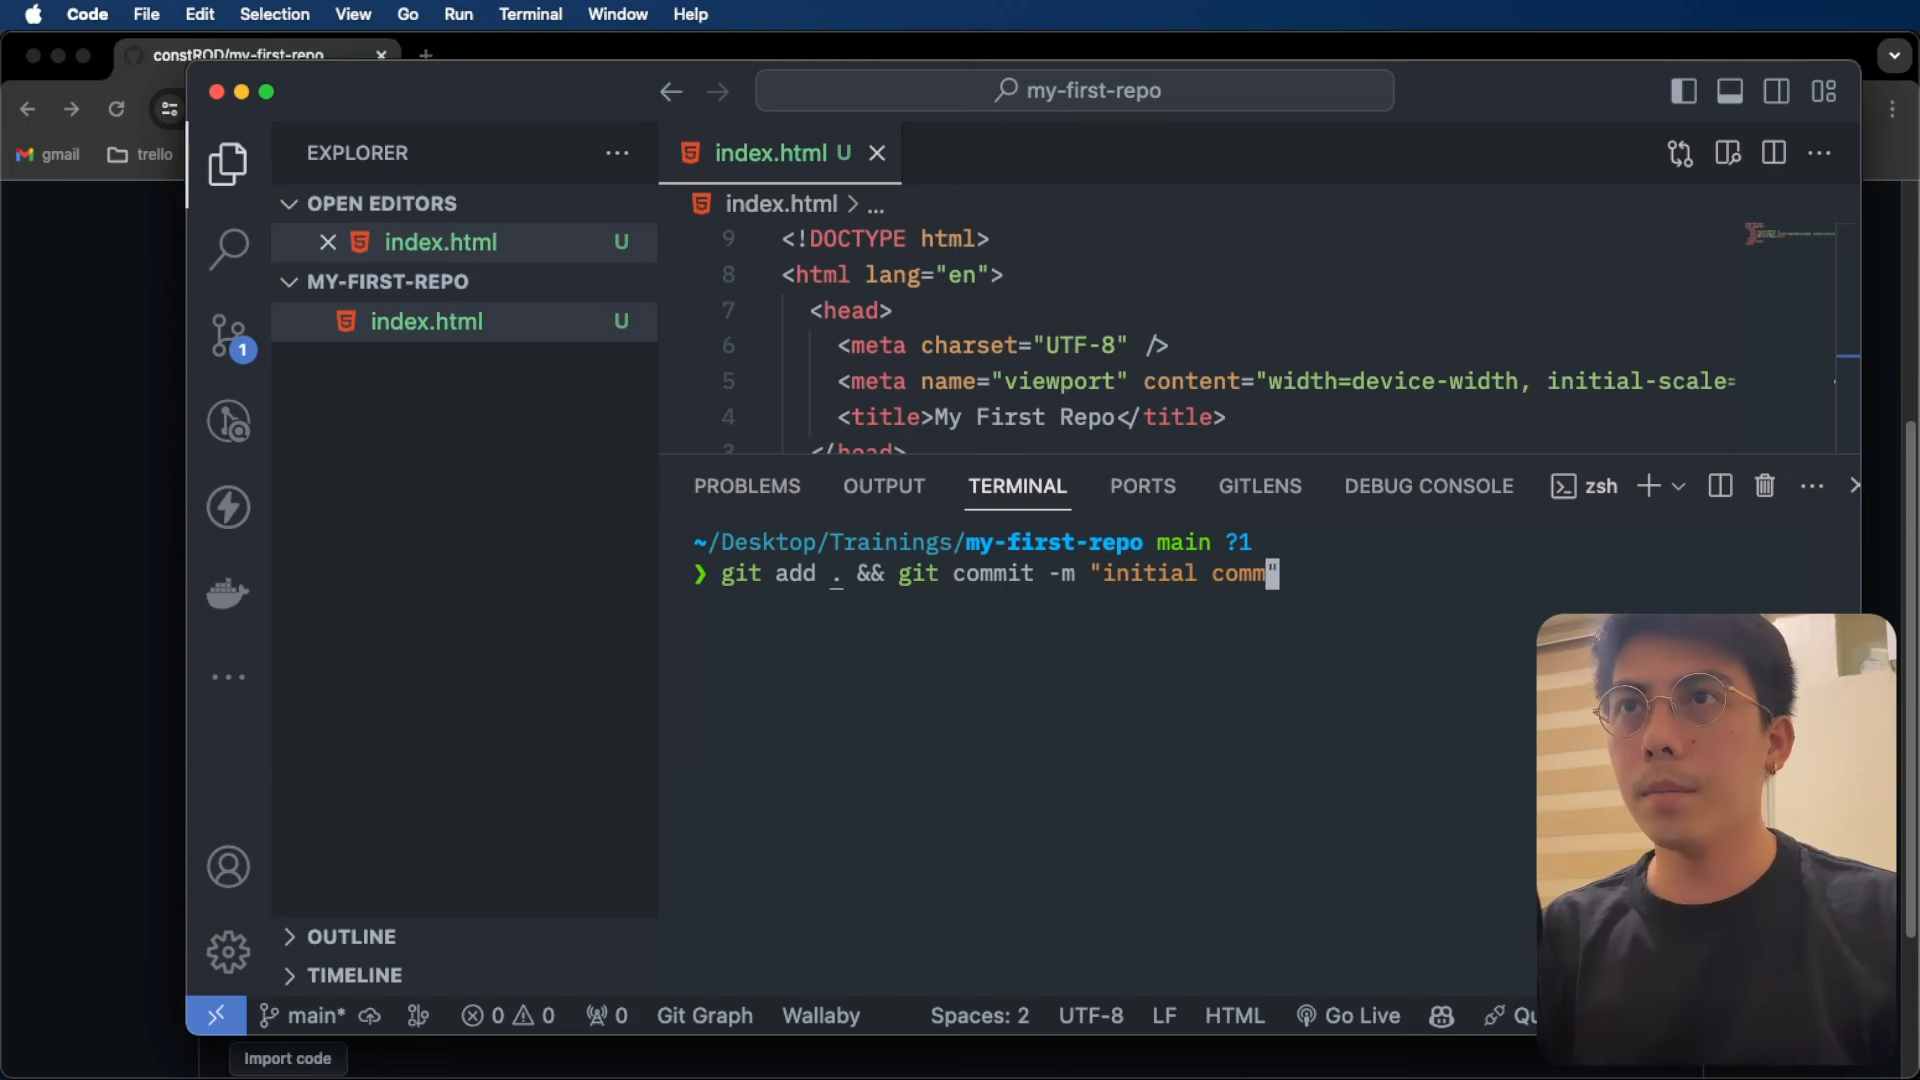 Code File Edit Selection View Go Run Terminal Window Help
constROD/my-first-repo
my-first-repo
gmail trello
EXPLORER
OPEN EDITORS
index.html U
MY-FIRST-REPO
index.html U
OUTLINE
TIMELINE
index.html U
index.html > ...
9 <!DOCTYPE html>
8 <html lang="en">
7 <head>
6 <meta charset="UTF-8" />
5 <meta name="viewport" content="width=device-width, initial-scale=
4 <title>My First Repo</title>
3 </head>
PROBLEMS OUTPUT TERMINAL PORTS GITLENS DEBUG CONSOLE zsh
~/Desktop/Trainings/my-first-repo main ?1
❯ git add . && git commit -m "initial comm"
1
main* 0 0 0 Git Graph Wallaby Spaces: 2 UTF-8 LF HTML Go Live Qu
Import code